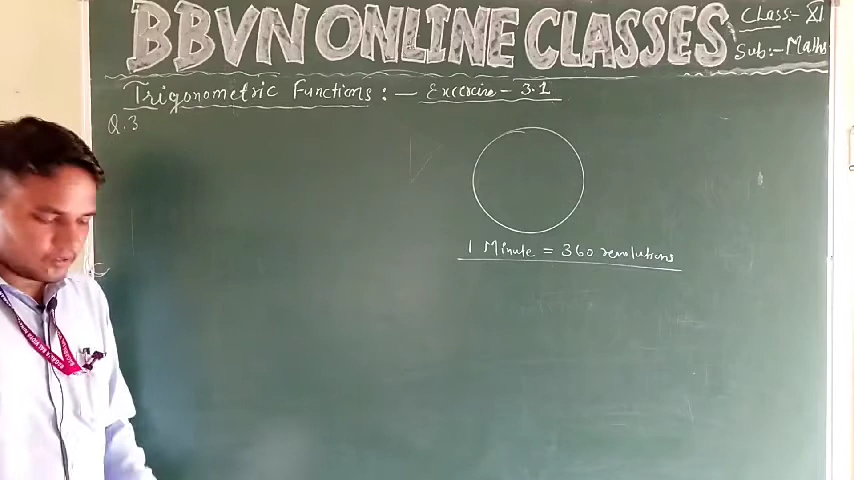 BBVN ONLINE CLASSES
Class:- XI
Sub:- Maths
Trigonometric Functions:— Excercise - 3.1
Q.3
1 Minute = 360 revolutions